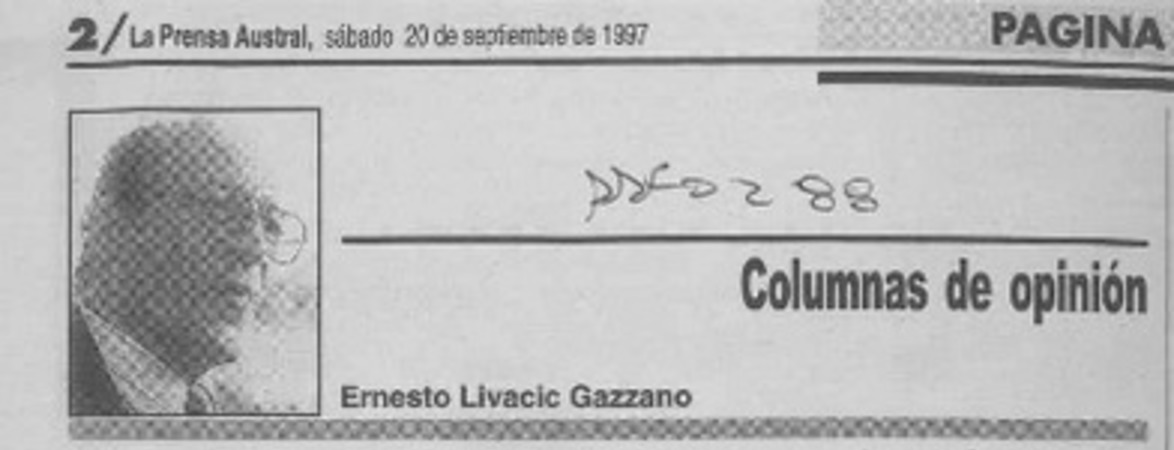 2/La Prensa Austral, sábado 20 de septiembre de 1997
PAGINA
Columnas de opinión
Ernesto Livacic Gazzano